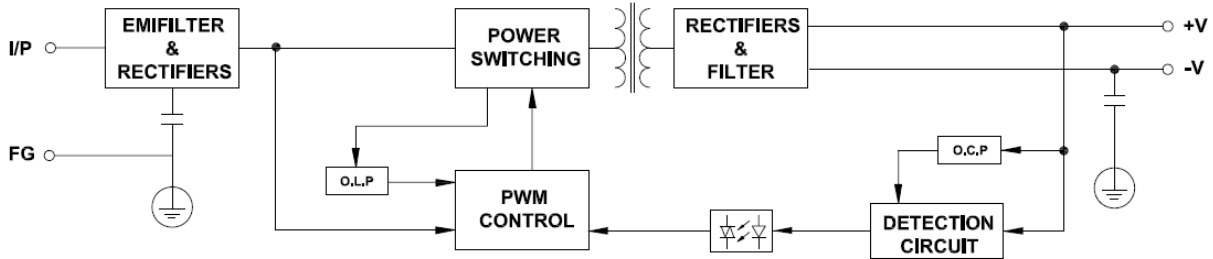 I/P
EMIFILTER
&
RECTIFIERS
POWER
SWITCHING
RECTIFIERS
&
FILTER
+V
-V
FG
O.L.P
PWM
CONTROL
O.C.P
DETECTION
CIRCUIT